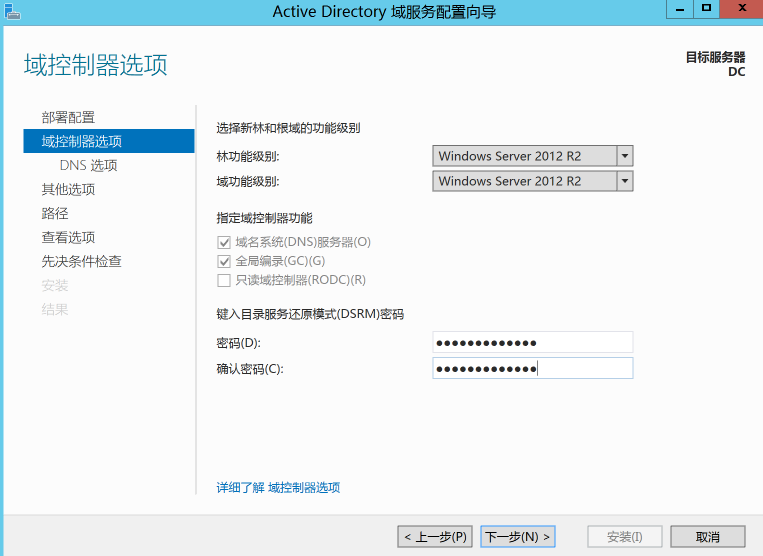 Active Directory 域服务配置向导
域控制器选项
目标服务器
DC
部署配置
域控制器选项
DNS 选项
其他选项
路径
查看选项
先决条件检查
安装
结果
选择新林和根域的功能级别
林功能级别: Windows Server 2012 R2
域功能级别: Windows Server 2012 R2
指定域控制器功能
域名系统(DNS)服务器(O)
全局编录(GC)(G)
只读域控制器(RODC)(R)
键入目录服务还原模式(DSRM)密码
密码(D): ●●●●●●●●●●●●●
确认密码(C): ●●●●●●●●●●●●●
详细了解 域控制器选项
< 上一步(P) 下一步(N) > 安装(I) 取消